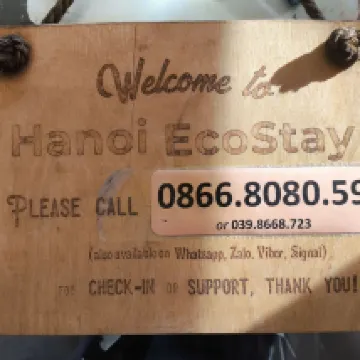 Welcome to
Hanoi EcoStay
PLEASE CALL 0866.8080.59
or 039.8668.723
(also available on Whatsapp, Zalo, Viber, Signal)
FOR CHECK-IN OR SUPPORT, THANK YOU!